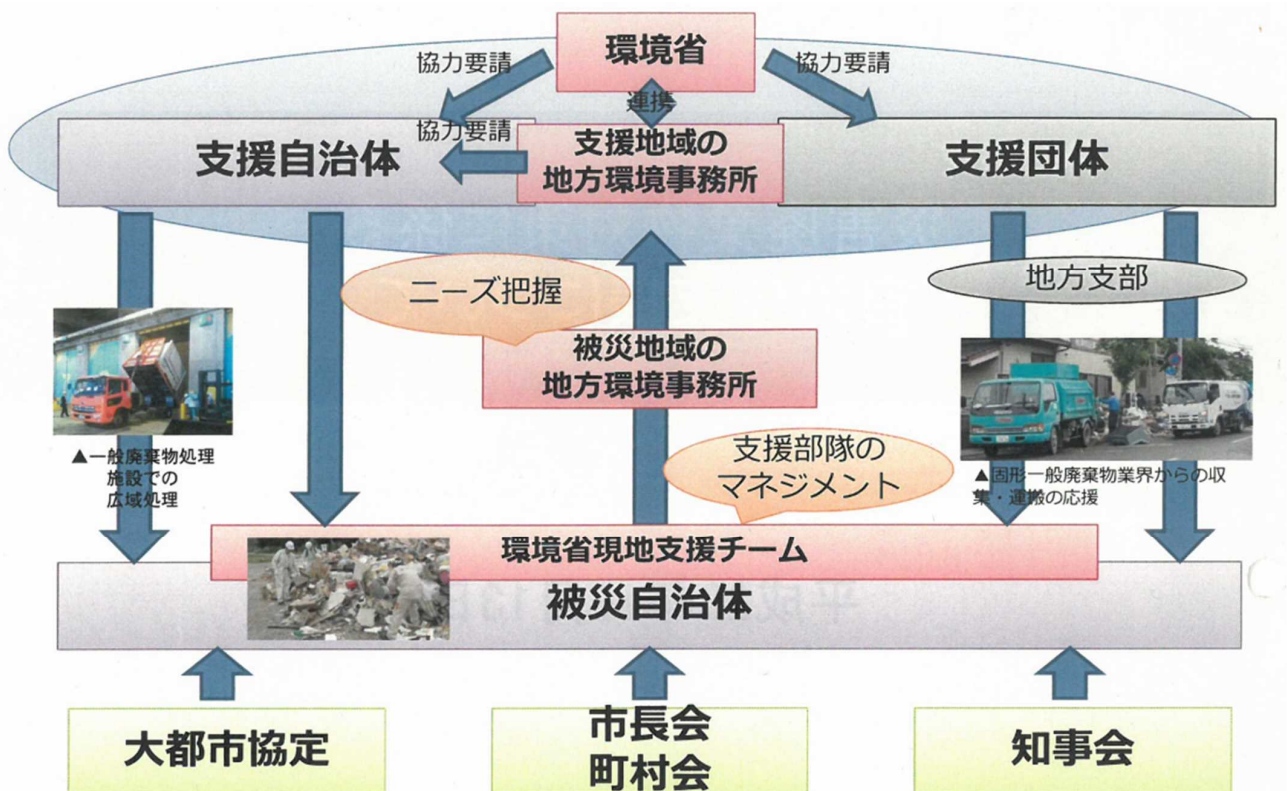 環境省
協力要請
協力要請
連携
協力要請
支援自治体
支援地域の
地方環境事務所
支援団体
ニーズ把握
地方支部
被災地域の
地方環境事務所
▲一般廃棄物処理
施設での
広域処理
支援部隊の
マネジメント
▲固形一般廃棄物業界からの収
集・運搬の応援
環境省現地支援チーム
被災自治体
大都市協定
市長会
町村会
知事会